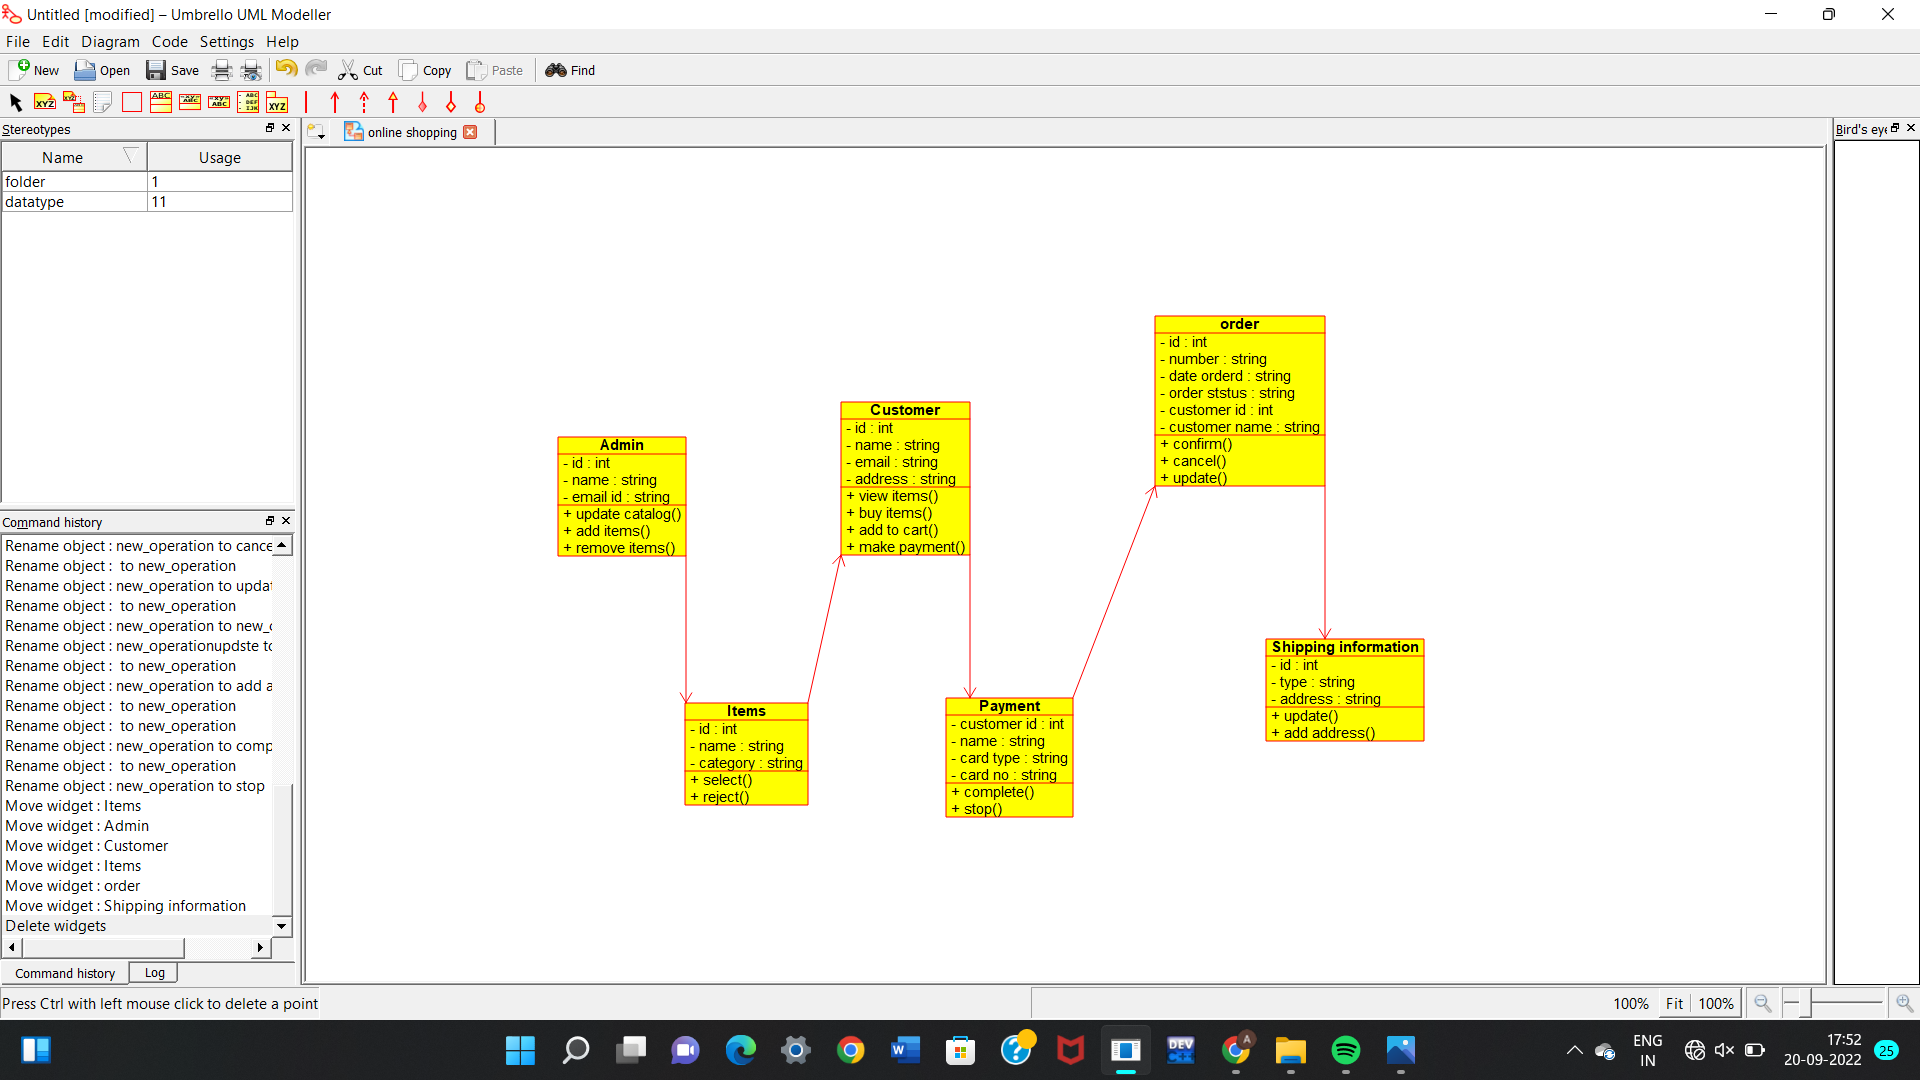 Untitled [modified] – Umbrello UML Modeller
File Edit Diagram Code Settings Help
New Open Save Cut Copy Paste Find
XYZ
ABC
XYZ
Stereotypes
Name Usage
folder 1
datatype 11
Command history
Rename object : new_operation to cance
Rename object :  to new_operation
Rename object : new_operation to updat
Rename object :  to new_operation
Rename object : new_operation to new_
Rename object : new_operationupdste to
Rename object :  to new_operation
Rename object : new_operation to add a
Rename object :  to new_operation
Rename object :  to new_operation
Rename object : new_operation to comp
Rename object :  to new_operation
Rename object : new_operation to stop
Move widget : Items
Move widget : Admin
Move widget : Customer
Move widget : Items
Move widget : order
Move widget : Shipping information
Delete widgets
Command history Log
online shopping
Admin
- id : int
- name : string
- email id : string
+ update catalog()
+ add items()
+ remove items()
Items
- id : int
- name : string
- category : string
+ select()
+ reject()
Customer
- id : int
- name : string
- email : string
- address : string
+ view items()
+ buy items()
+ add to cart()
+ make payment()
Payment
- customer id : int
- name : string
- card type : string
- card no : string
+ complete()
+ stop()
order
- id : int
- number : string
- date orderd : string
- order ststus : string
- customer id : int
- customer name : string
+ confirm()
+ cancel()
+ update()
Shipping information
- id : int
- type : string
- address : string
+ update()
+ add address()
Bird's eye
Press Ctrl with left mouse click to delete a point
100% Fit 100%
DEV
C++
A
ENG
IN
17:52
20-09-2022
25